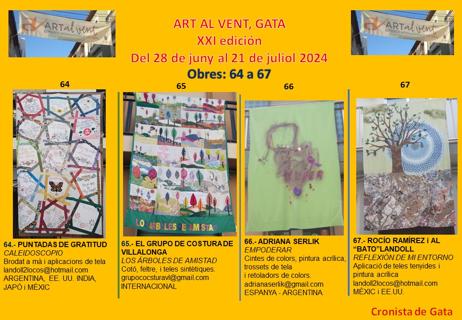 ARTalvent
ARTalvent
ART AL VENT, GATA
XXI edición
Del 28 de juny al 21 de juliol 2024
Obres: 64 a 67
64
65
66
67
LOS ÁRBOLES DE AMISTAD
64.- PUNTADAS DE GRATITUD
CALEIDOSCOPIO
Brodat a mà i aplicacions de tela
landoll2locos@hotmail.com
ARGENTINA, EE. UU. INDIA,
JAPÓ i MÈXIC
65.- EL GRUPO DE COSTURA DE
VILLALONGA
LOS ÁRBOLES DE AMISTAD
Cotó, feltre, i teles sintètiques.
grupocosturavl@gmail.com
INTERNACIONAL
66.- ADRIANA SERLIK
EMPODERAR
Cintes de colors, pintura acrílica,
trossets de tela
i retoladors de colors.
adrianaserlik@gmail.com
ESPANYA - ARGENTINA
67.- ROCÍO RAMÍREZ i AL
“BATO”LANDOLL
REFLEXIÓN DE MI ENTORNO
Aplicació de teles tenyides i
pintura acrílica
landoll2locos@hotmail.com
MÈXIC i EE.UU.
Cronista de Gata